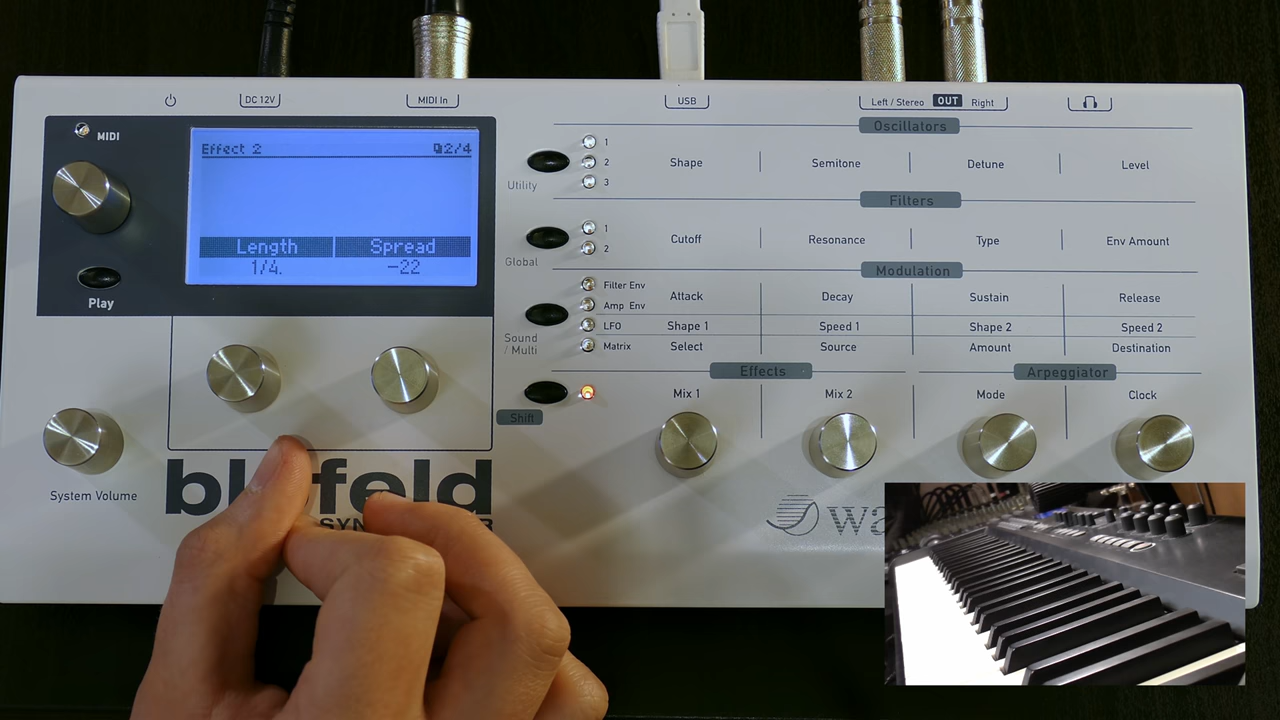 DC 12V
MIDI In
USB
Left / Stereo OUT Right
MIDI
Effect 2 2/4
Length Spread
1/4. -22
Play
System Volume
Utility
Global
Sound
/ Multi
Shift
1
2
3
1
2
Filter Env
Amp Env
LFO
Matrix
Oscillators
Shape Semitone Detune Level
Filters
Cutoff Resonance Type Env Amount
Modulation
Attack Decay Sustain Release
Shape 1 Speed 1 Shape 2 Speed 2
Select Source Amount Destination
Effects Arpeggiator
Mix 1 Mix 2 Mode Clock